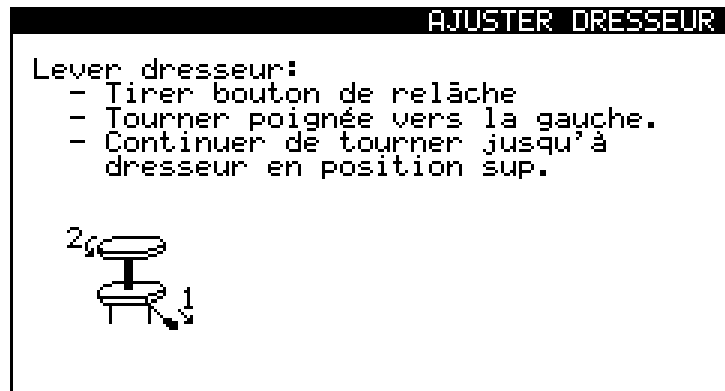 AJUSTER DRESSEUR
Lever dresseur:
- Tirer bouton de relâche
- Tourner poignée vers la gauche.
- Continuer de tourner jusqu'à
dresseur en position sup.
2
1